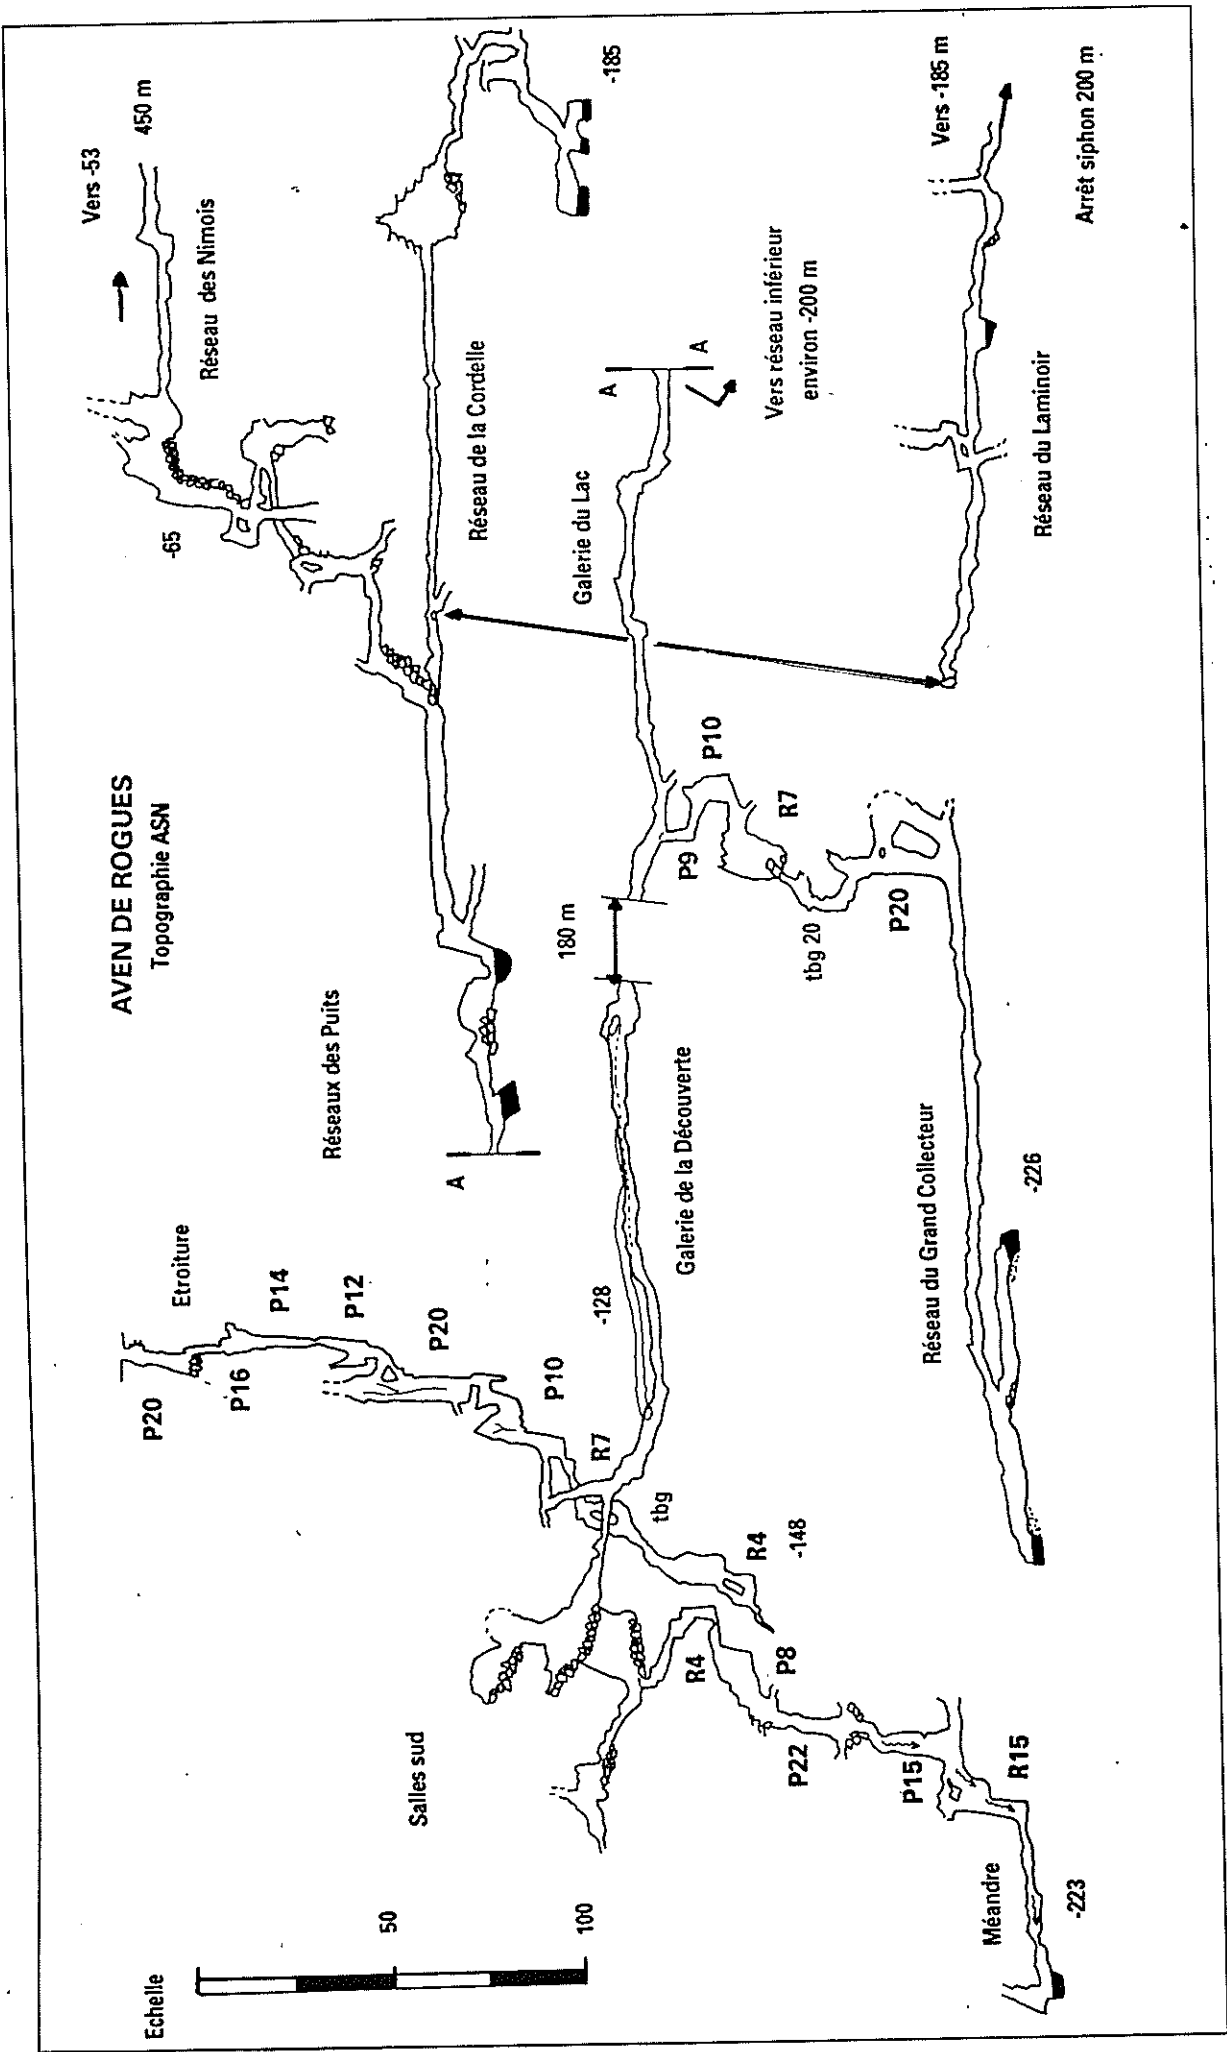 AVEN DE ROGUES
Topographie ASN
Echelle
50
100
P20
Etroiture
P16
P14
P12
P20
P10
R7
tbg
R4
-148
Salles sud
R4
P8
P22
P15
R15
Méandre
-223
-128
Galerie de la Découverte
180 m
Réseaux des Puits
A
Vers -53
450 m
Réseau des Nimois
-65
Réseau de la Cordelle
-185
Galerie du Lac
A
A
Vers réseau inférieur
environ -200 m
P9
P10
R7
tbg 20
P20
Réseau du Grand Collecteur
-226
Vers -185 m
Réseau du Laminoir
Arrêt siphon 200 m